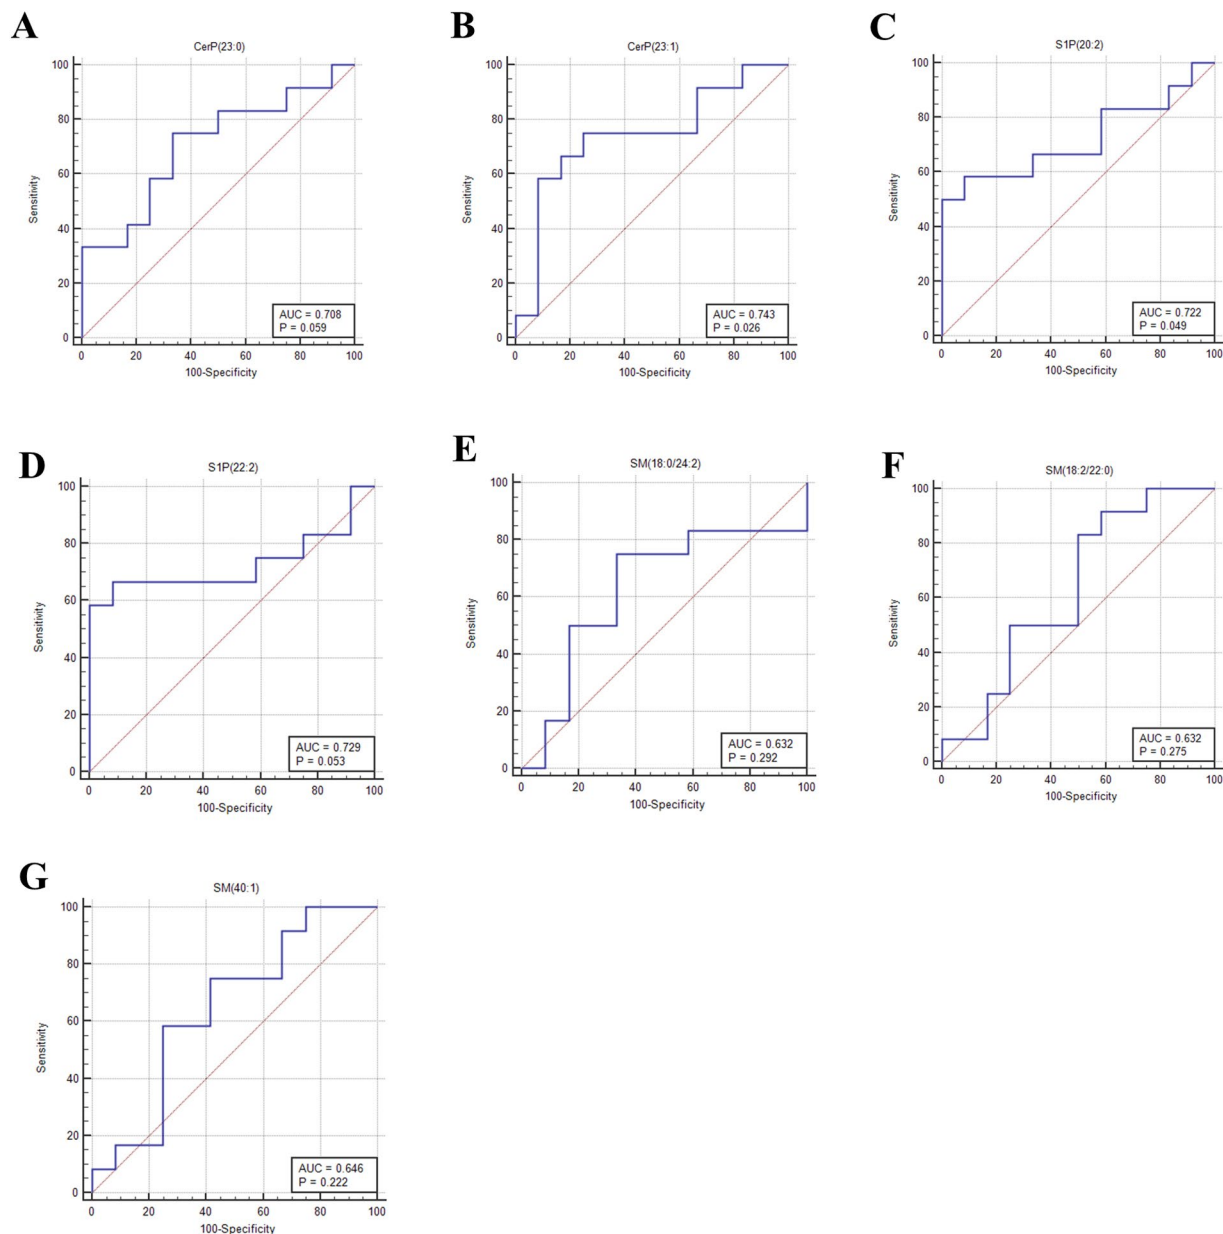 A
CerP(23:0)
100
80
60
40
20
0
Sensitivity
AUC = 0.708
P = 0.059
0 20 40 60 80 100
100-Specificity
B
CerP(23:1)
100
80
60
40
20
0
Sensitivity
AUC = 0.743
P = 0.026
0 20 40 60 80 100
100-Specificity
C
S1P(20:2)
100
80
60
40
20
0
Sensitivity
AUC = 0.722
P = 0.049
0 20 40 60 80 100
100-Specificity
D
S1P(22:2)
100
80
60
40
20
0
Sensitivity
AUC = 0.729
P = 0.053
0 20 40 60 80 100
100-Specificity
E
SM(18:0/24:2)
100
80
60
40
20
0
Sensitivity
AUC = 0.632
P = 0.292
0 20 40 60 80 100
100-Specificity
F
SM(18:2/22:0)
100
80
60
40
20
0
Sensitivity
AUC = 0.632
P = 0.275
0 20 40 60 80 100
100-Specificity
G
SM(40:1)
100
80
60
40
20
0
Sensitivity
AUC = 0.646
P = 0.222
0 20 40 60 80 100
100-Specificity